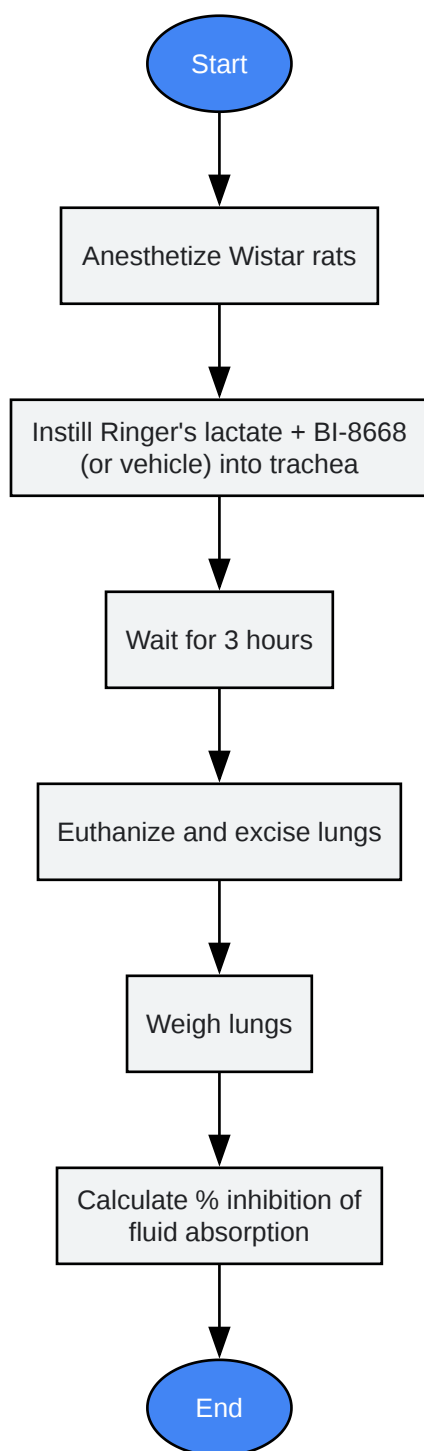 Start
Anesthetize Wistar rats
Instill Ringer's lactate + BI-8668
(or vehicle) into trachea
Wait for 3 hours
Euthanize and excise lungs
Weigh lungs
Calculate % inhibition of
fluid absorption
End